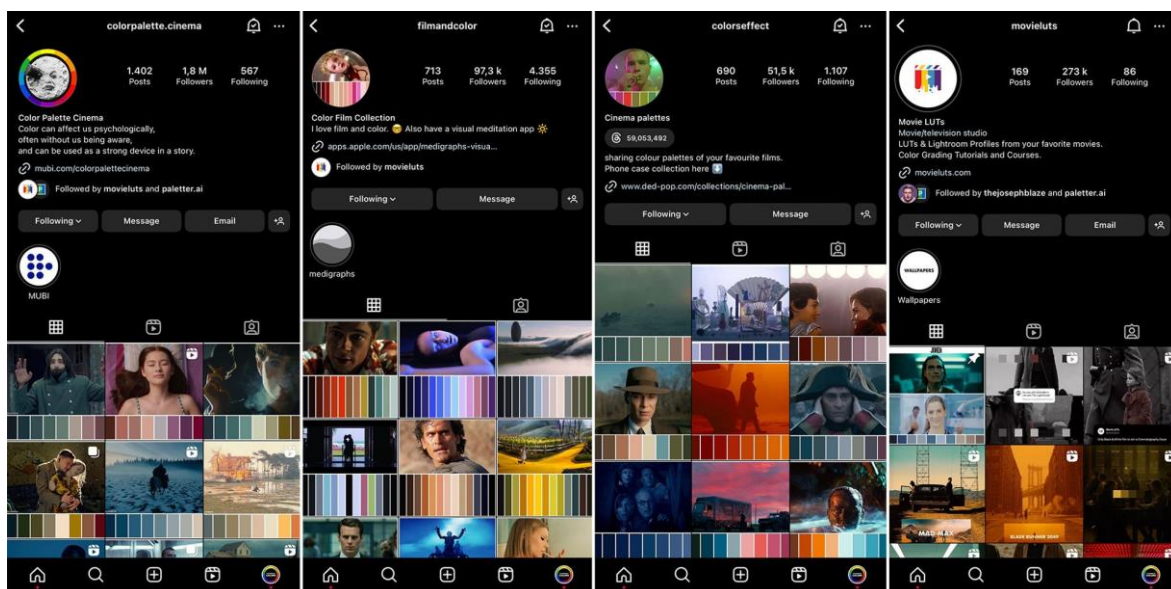 colorpalette.cinema
1.402
Posts
1,8 M
Followers
567
Following
Color Palette Cinema
Color can affect us psychologically,
often without us being aware,
and can be used as a strong device in a story.
mubi.com/colorpalettecinema
Followed by movieluts and paletter.ai
Following
Message
Email
MUBI
filmandcolor
713
Posts
97,3 k
Followers
4.355
Following
Color Film Collection
I love film and color. 🤓 Also have a visual meditation app 🔆
apps.apple.com/us/app/medigraphs-visua...
Followed by movieluts
Following
Message
medigraphs
colorseffect
690
Posts
51,5 k
Followers
1.107
Following
Cinema palettes
59,053,492
sharing colour palettes of your favourite films.
Phone case collection here ⬇️
www.ded-pop.com/collections/cinema-pal...
Following
Message
movieluts
169
Posts
273 k
Followers
86
Following
Movie LUTs
Movie/television studio
LUTs & Lightroom Profiles from your favorite movies.
Color Grading Tutorials and Courses.
movieluts.com
Followed by thejosephblaze and paletter.ai
Following
Message
Email
WALLPAPERS
Wallpapers
MAD MAX
BLADE RUNNER 2049